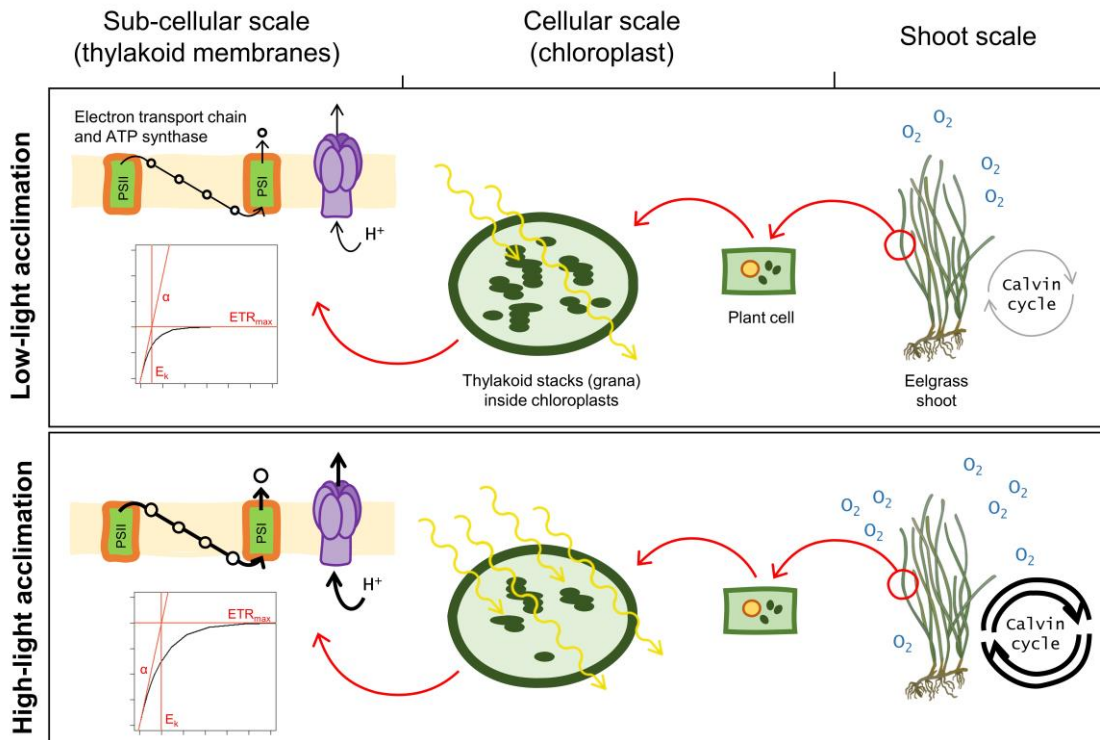 Sub-cellular scale
(thylakoid membranes)
Cellular scale
(chloroplast)
Shoot scale
Low-light acclimation
Electron transport chain
and ATP synthase
PSII
PSI
H⁺
α
ETRmax
Ek
Thylakoid stacks (grana)
inside chloroplasts
Plant cell
O₂
O₂
O₂
O₂
Calvin
cycle
Eelgrass
shoot
High-light acclimation
PSII
PSI
H⁺
ETRmax
α
Ek
O₂
O₂
O₂
O₂
O₂
O₂
O₂
Calvin
cycle